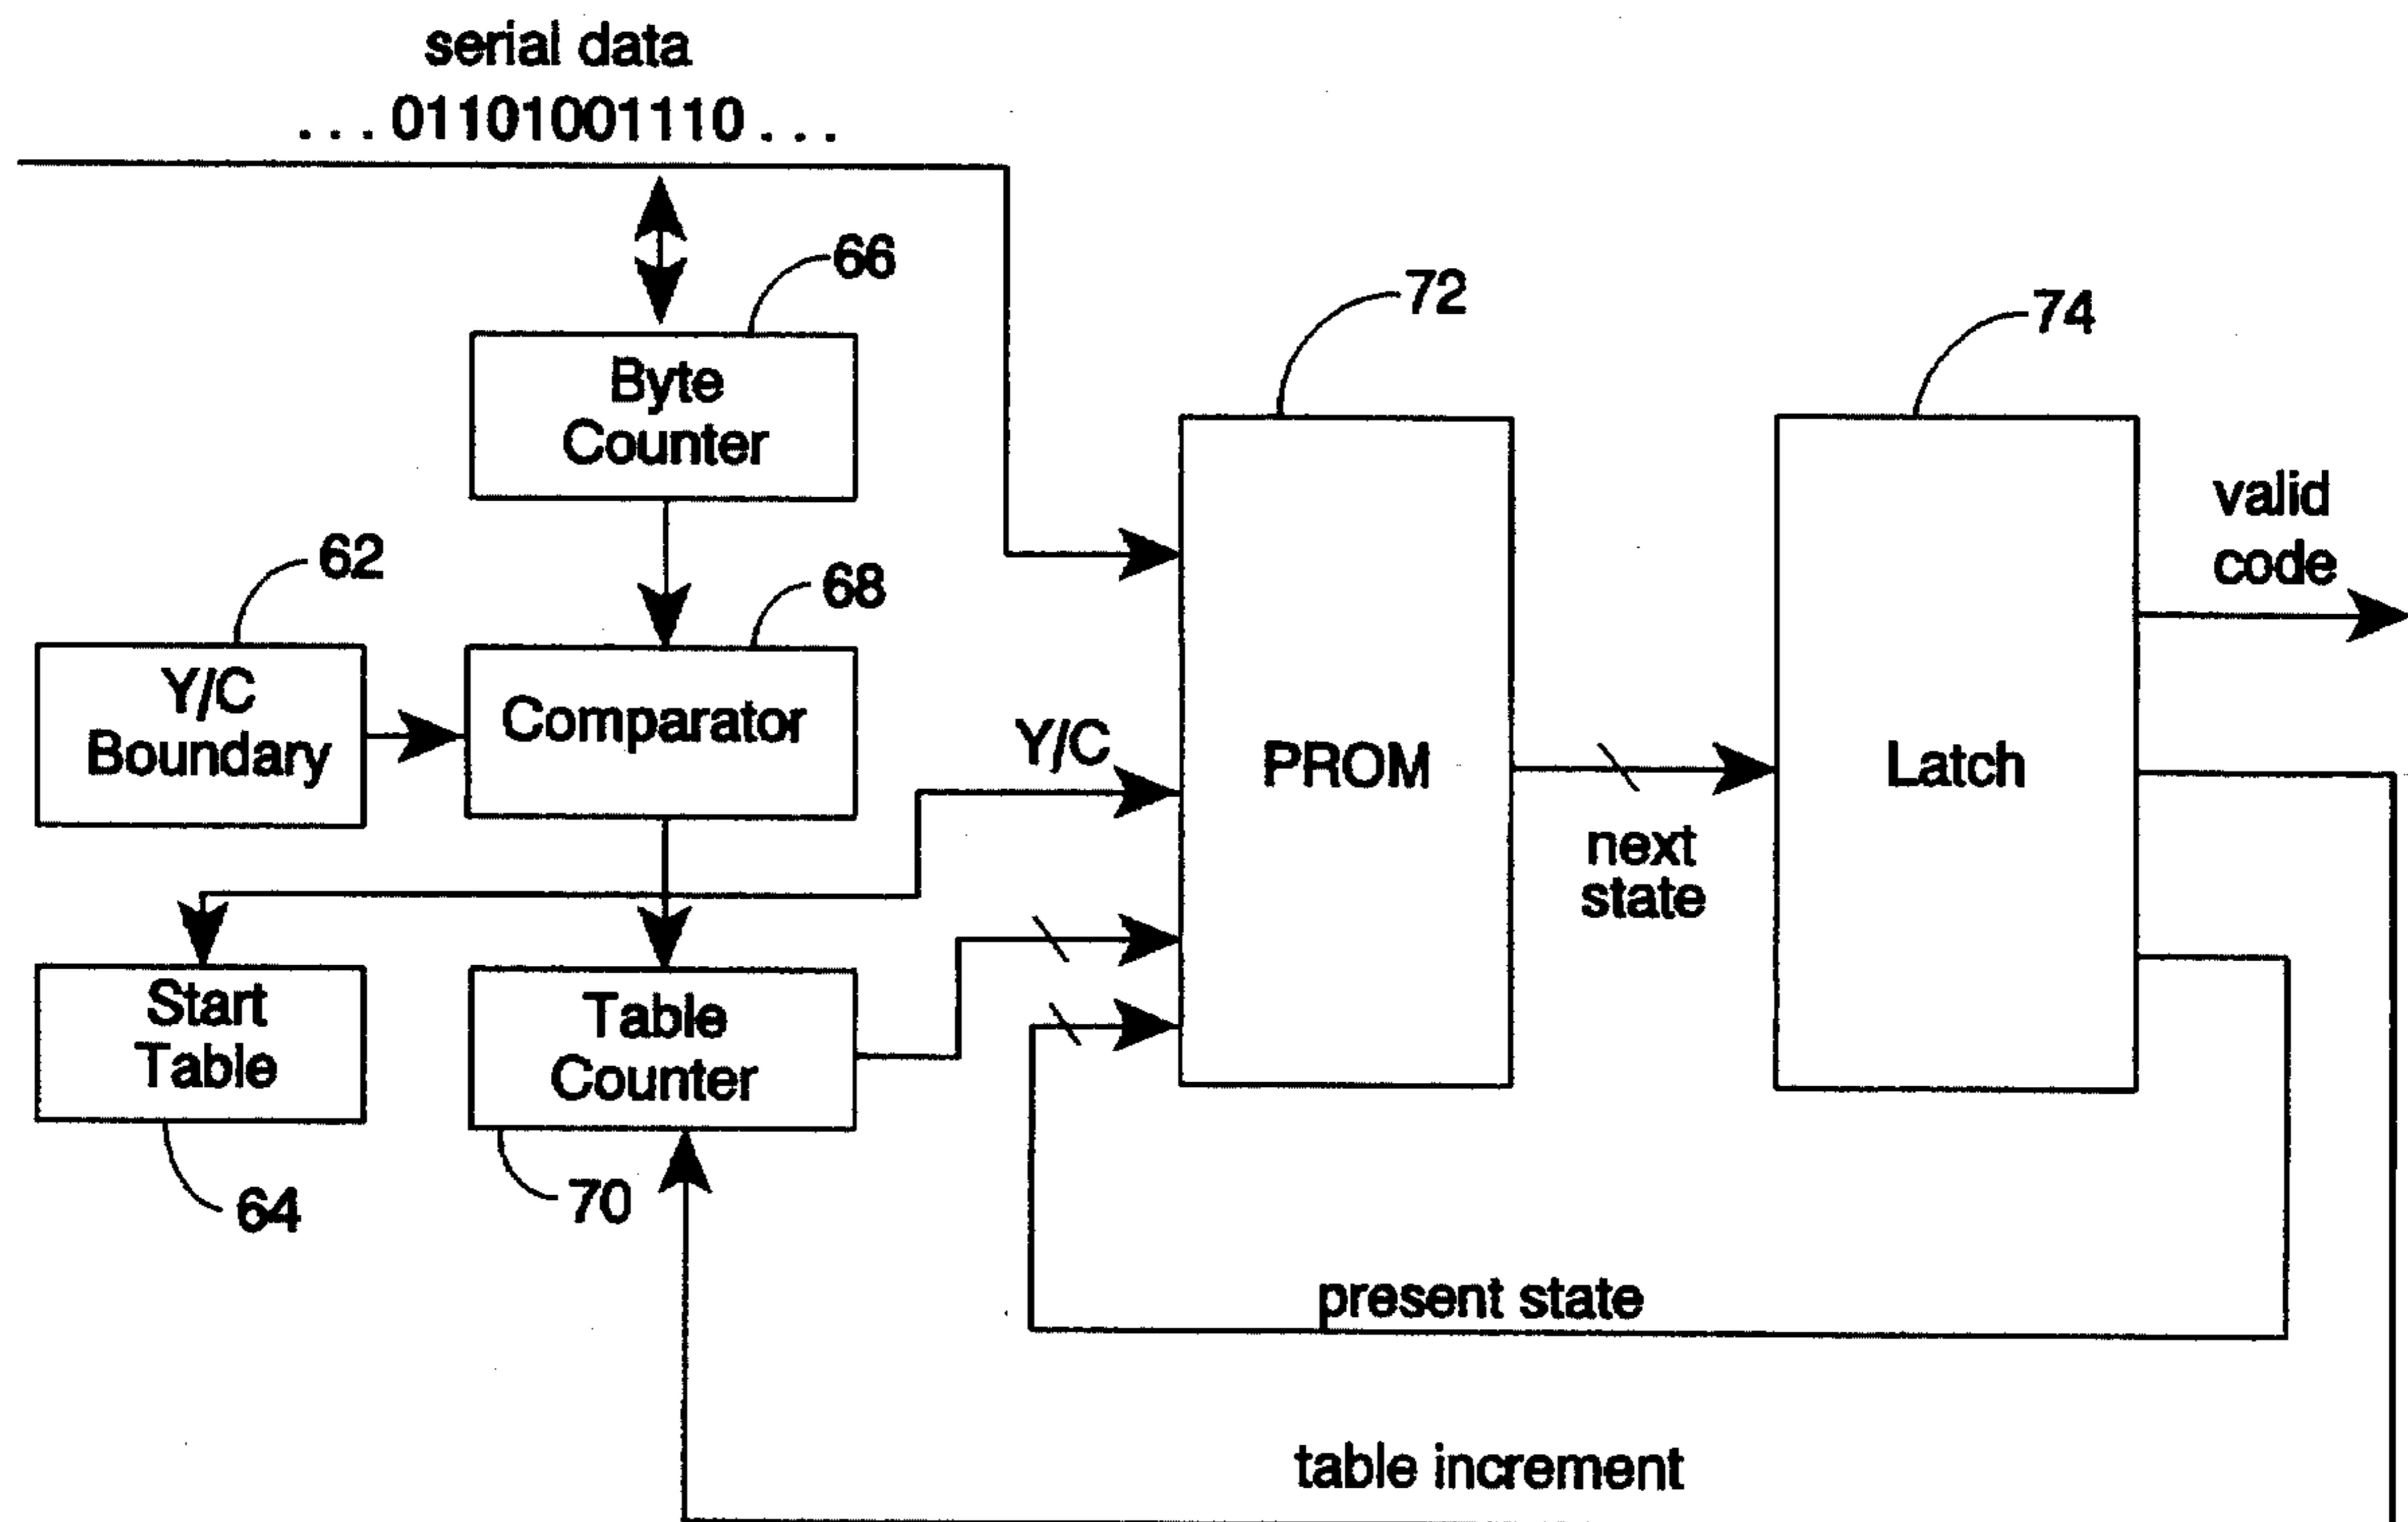 serial data
...01101001110...
66
Byte
Counter
72
74
valid
code
62
68
Y/C
Boundary
Comparator
Y/C
PROM
Latch
next
state
Start
Table
Table
Counter
64
70
present state
table increment